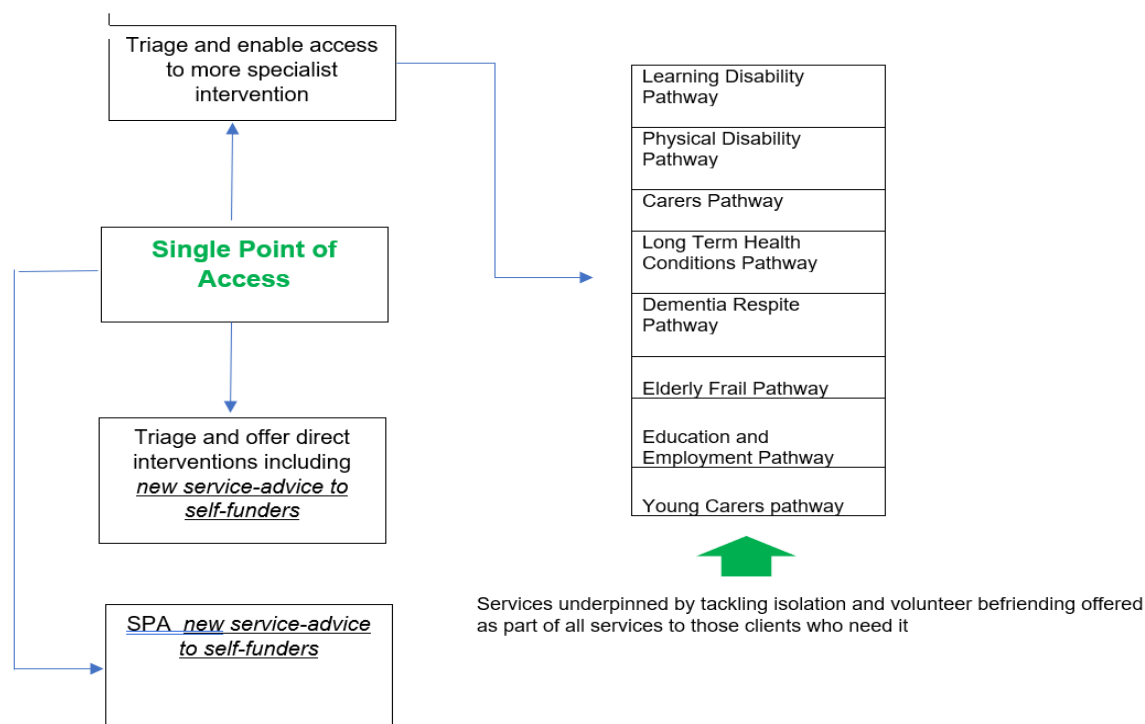 Triage and enable access
to more specialist
intervention
Single Point of
Access
Triage and offer direct
interventions including
new service-advice to
self-funders
SPA new service-advice
to self-funders
Learning Disability
Pathway
Physical Disability
Pathway
Carers Pathway
Long Term Health
Conditions Pathway
Dementia Respite
Pathway
Elderly Frail Pathway
Education and
Employment Pathway
Young Carers pathway
Services underpinned by tackling isolation and volunteer befriending offered
as part of all services to those clients who need it